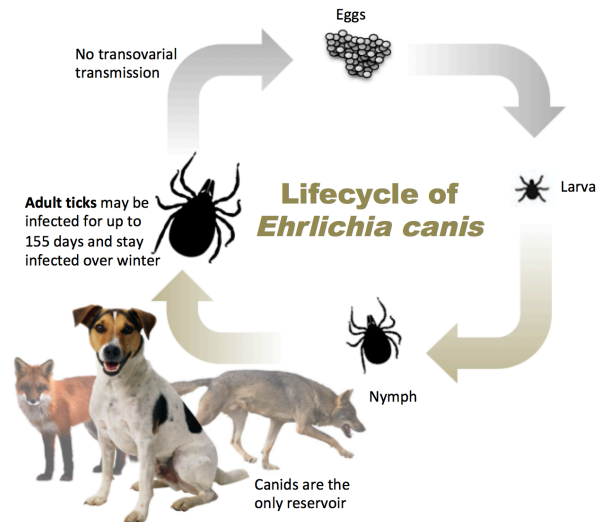 Eggs
No transovarial
transmission
Larva
Lifecycle of
Ehrlichia canis
Adult ticks may be
infected for up to
155 days and stay
infected over winter
Nymph
Canids are the
only reservoir